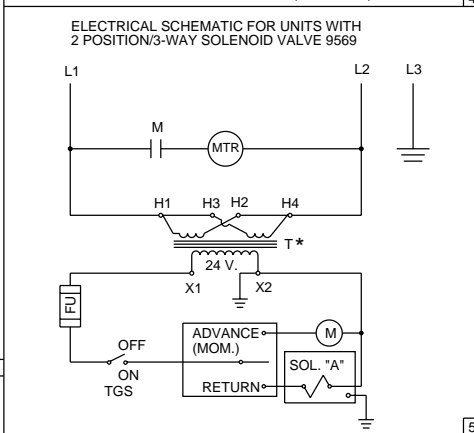 ELECTRICAL SCHEMATIC FOR UNITS WITH
2 POSITION/3-WAY SOLENOID VALVE 9569
L1 L2 L3
M
MTR
H1 H3 H2 H4
T*
24 V.
X1 X2
FU
ADVANCE
(MOM.)
M
OFF
SOL. "A"
ON
RETURN
TGS
5